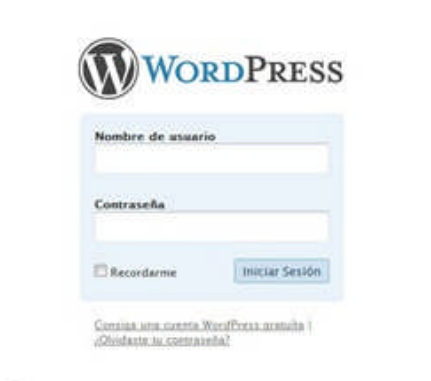 WORDPRESS
Nombre de usuario
Contraseña
Recordarme Iniciar Sesión
Consiga una cuenta WordPress gratuita |
¿Olvidaste tu contraseña?